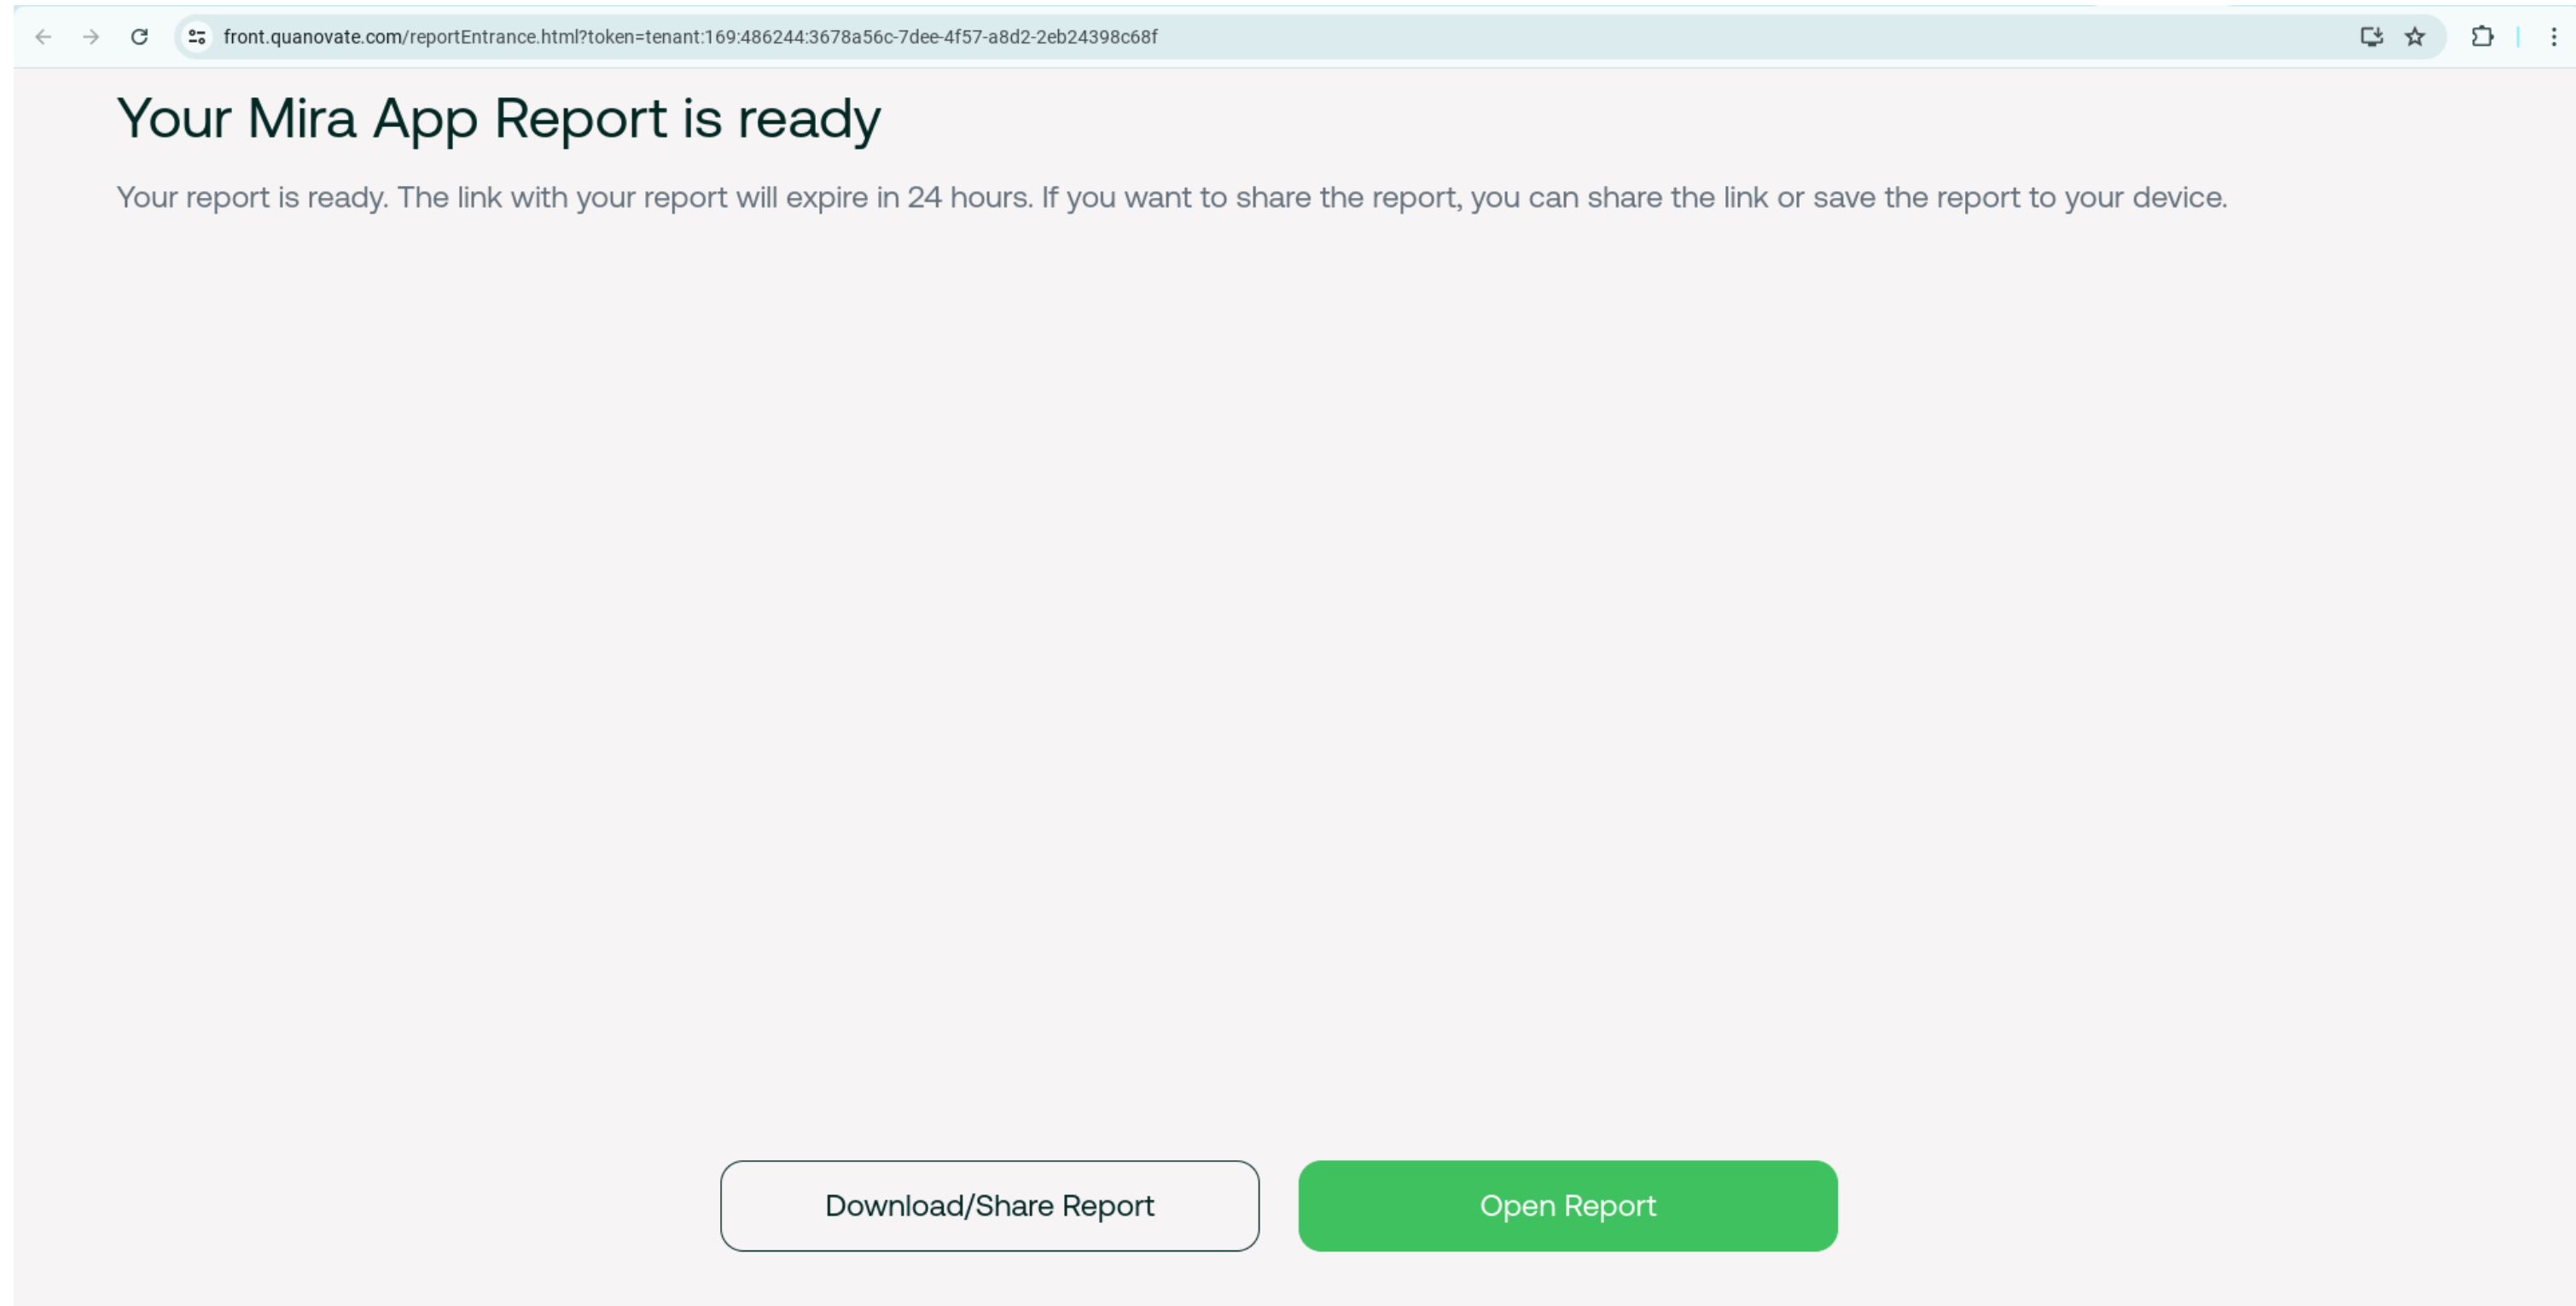 front.quanovate.com/reportEntrance.html?token=tenant:169:486244:3678a56c-7dee-4f57-a8d2-2eb24398c68f
Your Mira App Report is ready
Your report is ready. The link with your report will expire in 24 hours. If you want to share the report, you can share the link or save the report to your device.
Download/Share Report
Open Report